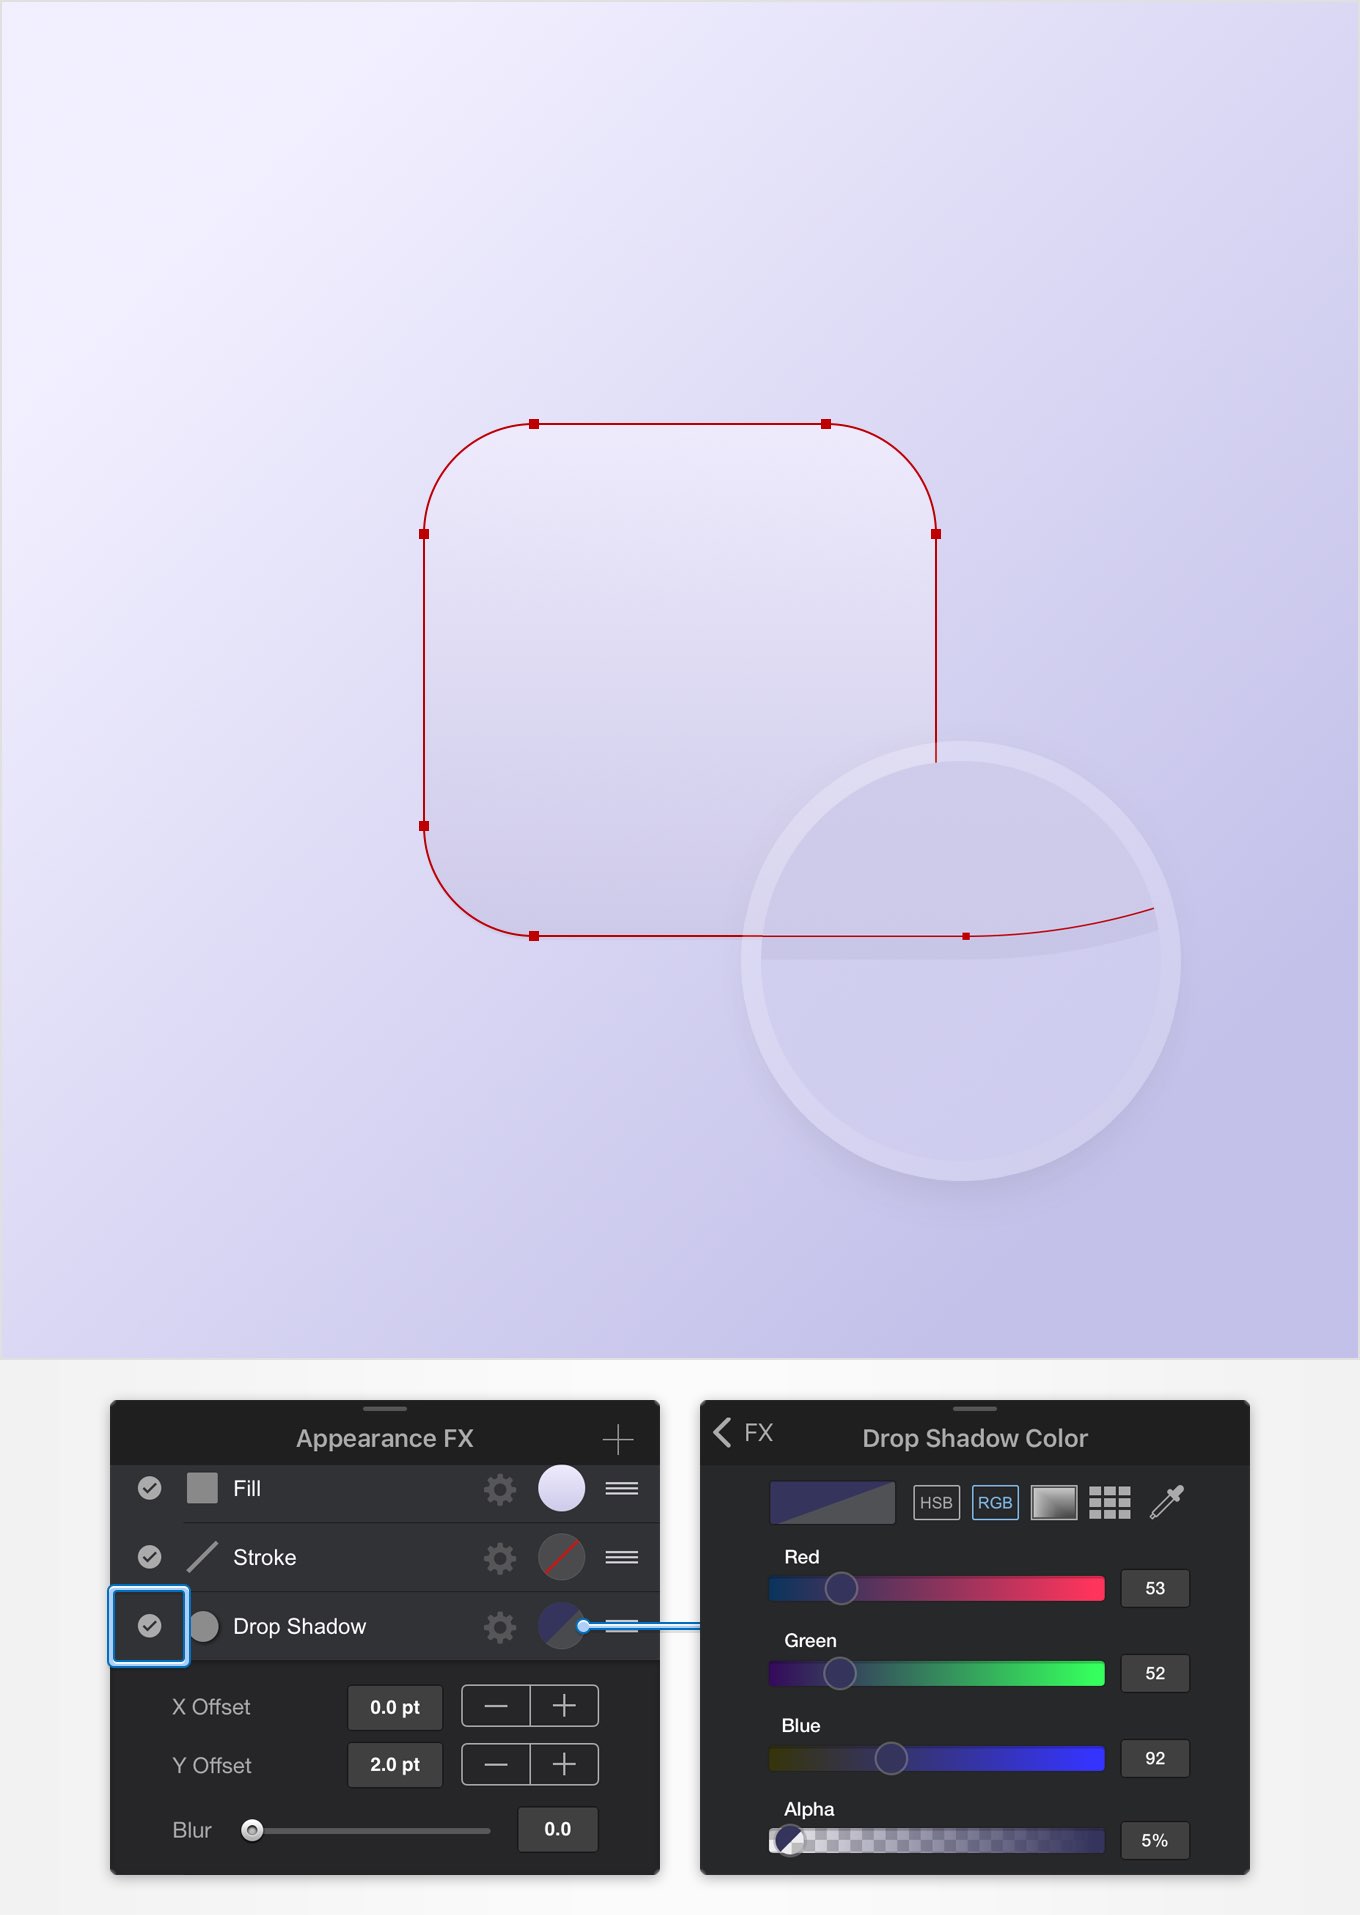 Appearance FX
Fill
Stroke
Drop Shadow
X Offset 0.0 pt
Y Offset 2.0 pt
Blur 0.0
FX Drop Shadow Color
HSB RGB
Red
53
Green
52
Blue
92
Alpha
5%